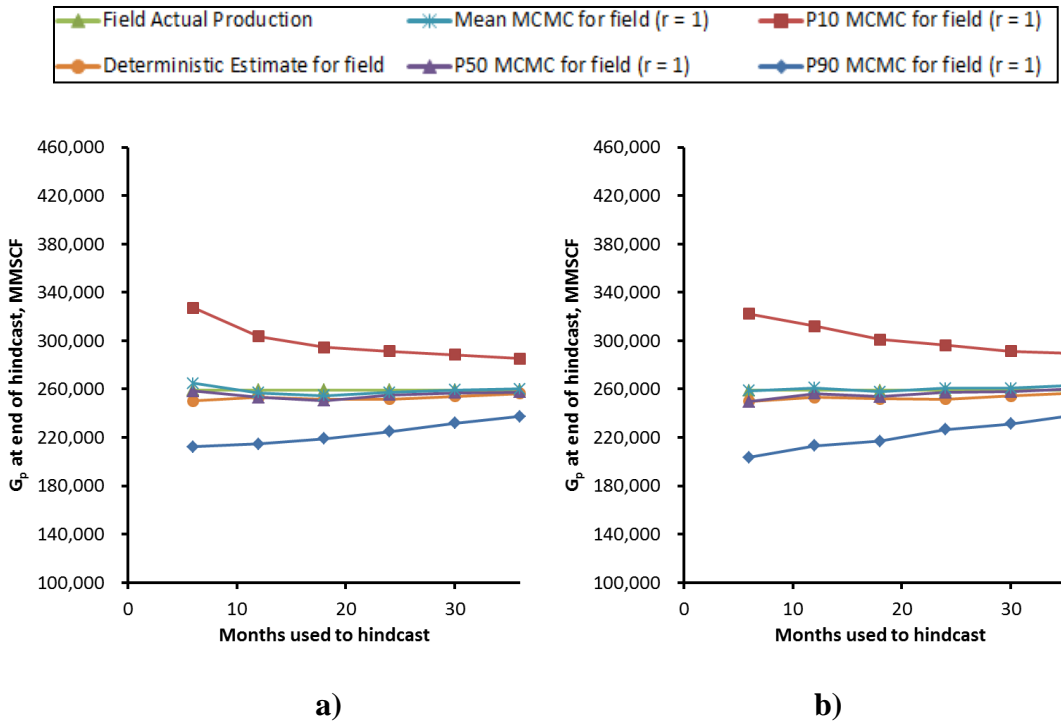 Field Actual Production
Mean MCMC for field (r = 1)
P10 MCMC for field (r = 1)
Deterministic Estimate for field
P50 MCMC for field (r = 1)
P90 MCMC for field (r = 1)
Gp at end of hindcast, MMSCF
460,000
420,000
380,000
340,000
300,000
260,000
220,000
180,000
140,000
100,000
0 10 20 30
Months used to hindcast
a)
Gp at end of hindcast, MMSCF
460,000
420,000
380,000
340,000
300,000
260,000
220,000
180,000
140,000
100,000
0 10 20 30
Months used to hindcast
b)